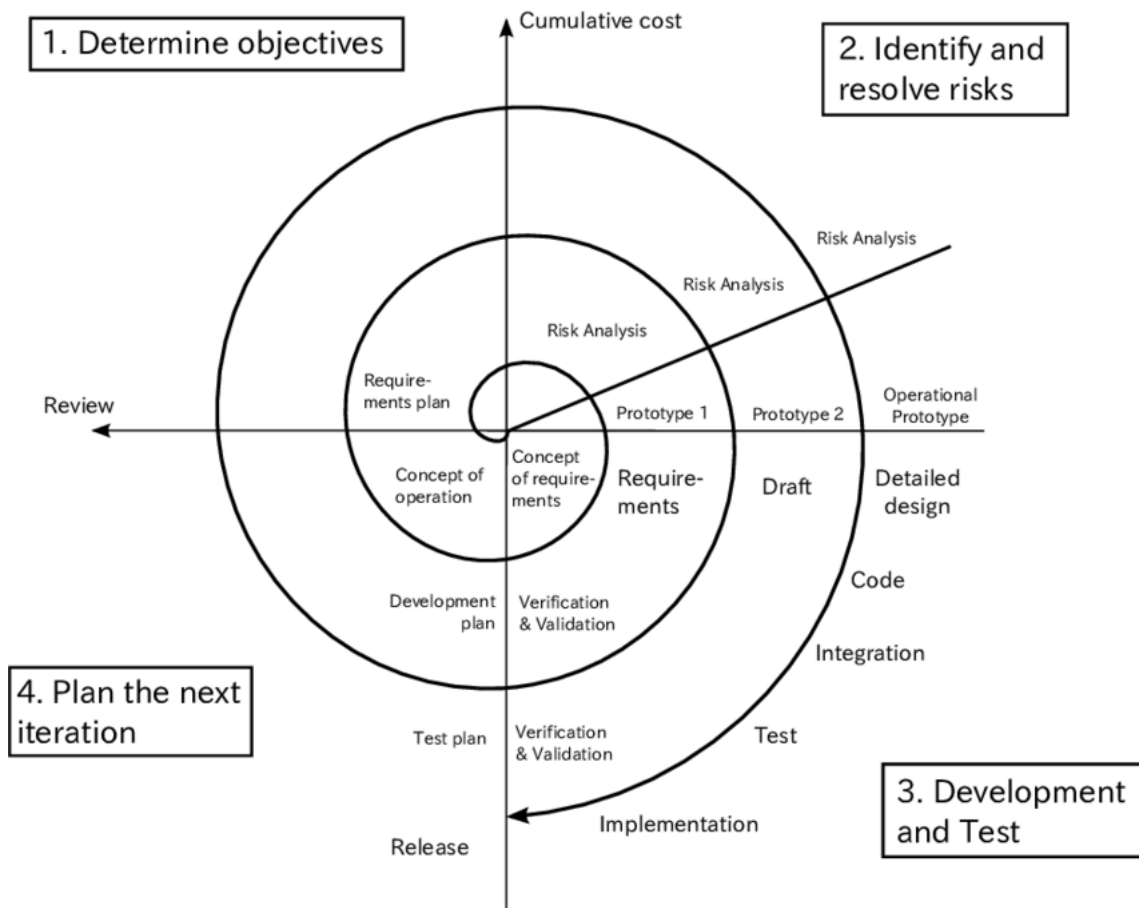 Cumulative cost
1. Determine objectives
2. Identify and
resolve risks
Risk Analysis
Risk Analysis
Risk Analysis
Require-
ments plan
Review
Prototype 1
Prototype 2
Operational
Prototype
Concept of
operation
Concept
of require-
ments
Require-
ments
Draft
Detailed
design
Code
Development
plan
Verification
& Validation
Integration
4. Plan the next
iteration
Test plan
Verification
& Validation
Test
3. Development
and Test
Implementation
Release